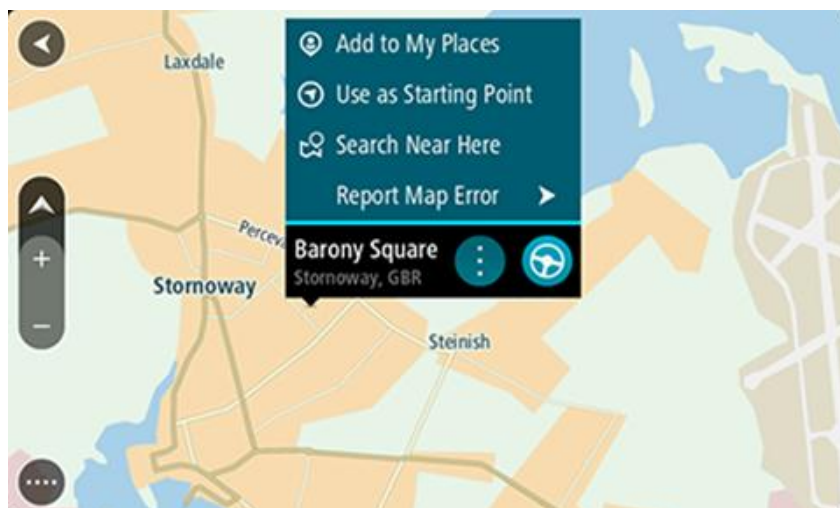 Add to My Places
Laxdale
Use as Starting Point
Search Near Here
Report Map Error
Barony Square
Stornoway, GBR
Stornoway
Steinish